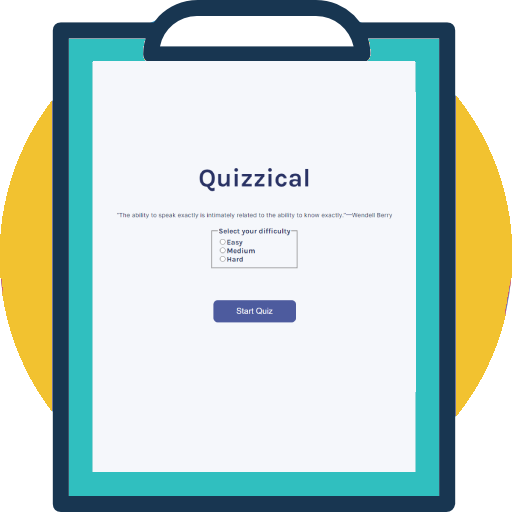 Quizzical
"The ability to speak exactly is intimately related to the ability to know exactly."—Wendell Berry
Select your difficulty
Easy
Medium
Hard
Start Quiz